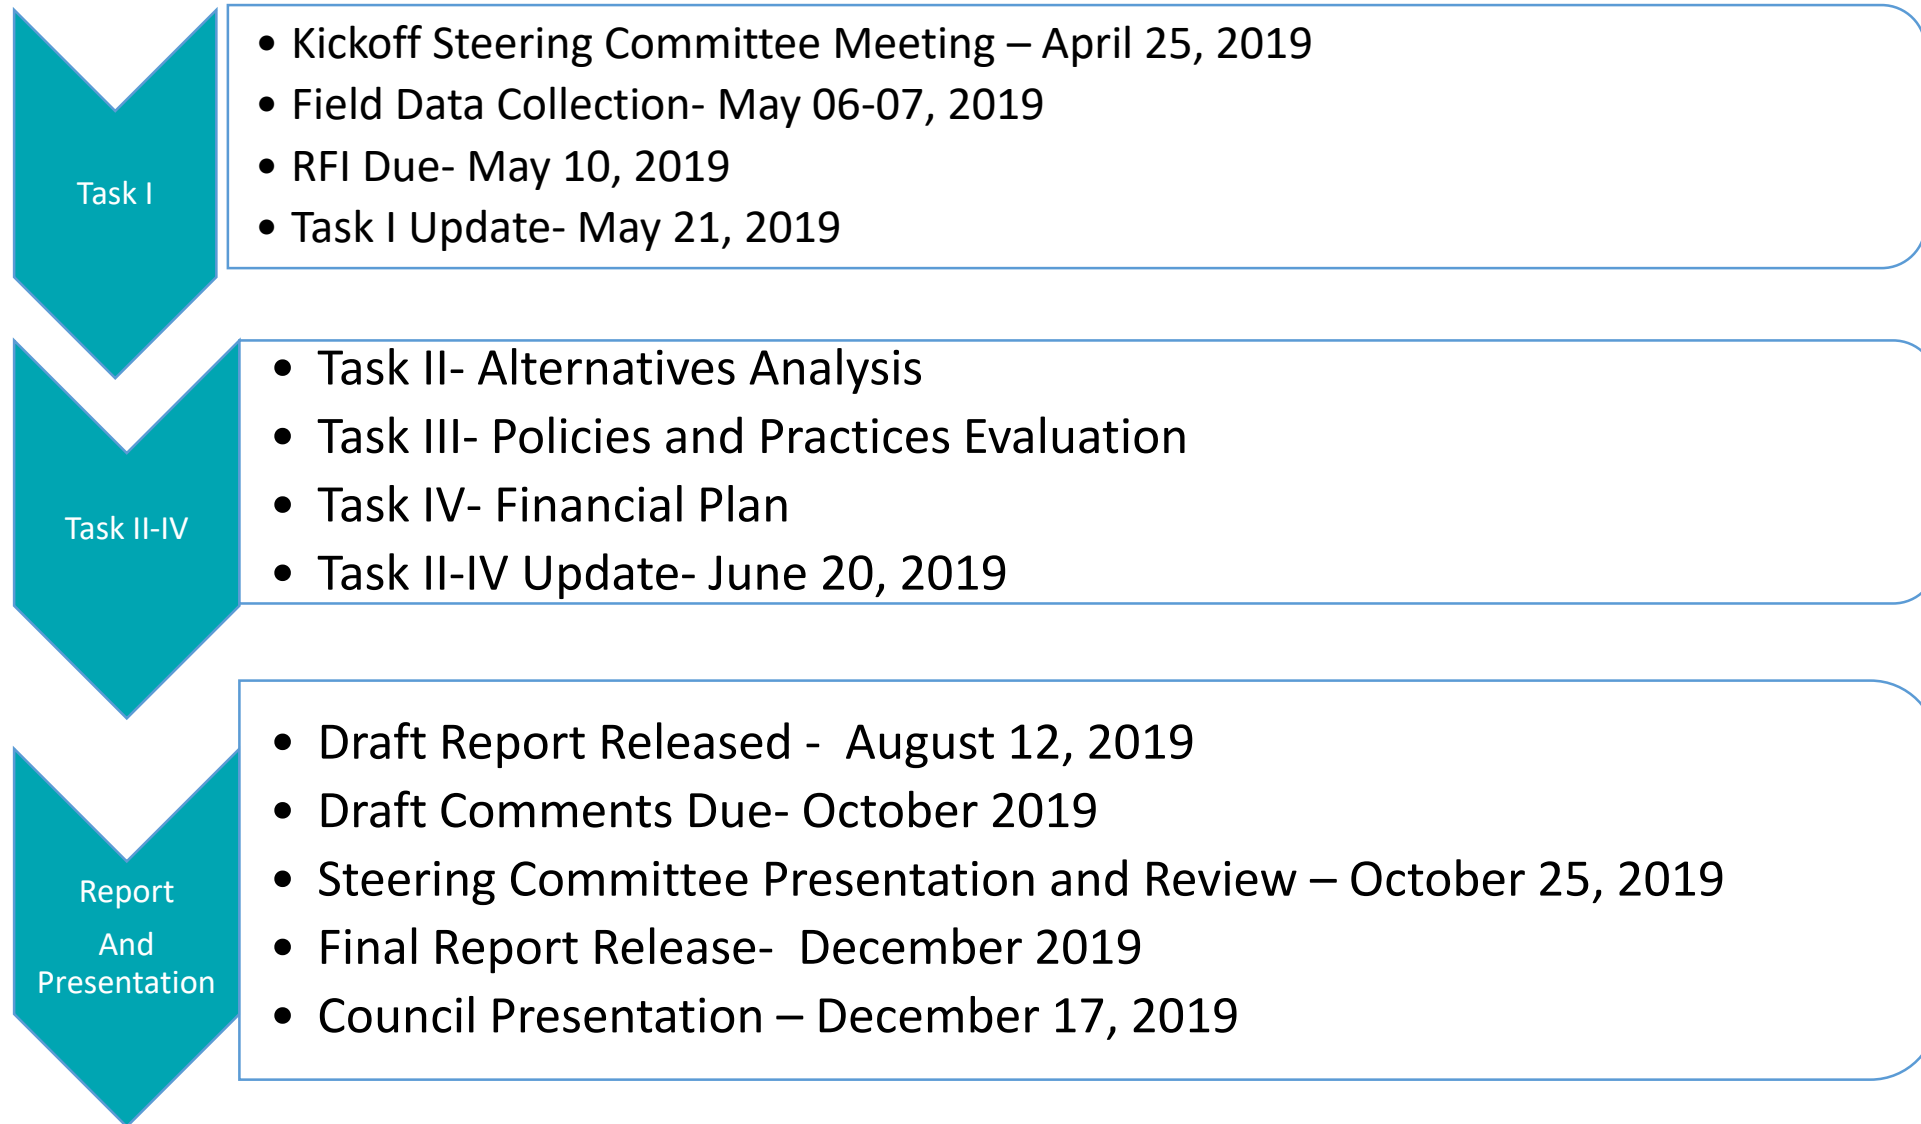 Task I
• Kickoff Steering Committee Meeting – April 25, 2019
• Field Data Collection- May 06-07, 2019
• RFI Due- May 10, 2019
• Task I Update- May 21, 2019
Task II-IV
• Task II- Alternatives Analysis
• Task III- Policies and Practices Evaluation
• Task IV- Financial Plan
• Task II-IV Update- June 20, 2019
Report
And
Presentation
• Draft Report Released -  August 12, 2019
• Draft Comments Due- October 2019
• Steering Committee Presentation and Review – October 25, 2019
• Final Report Release-  December 2019
• Council Presentation – December 17, 2019